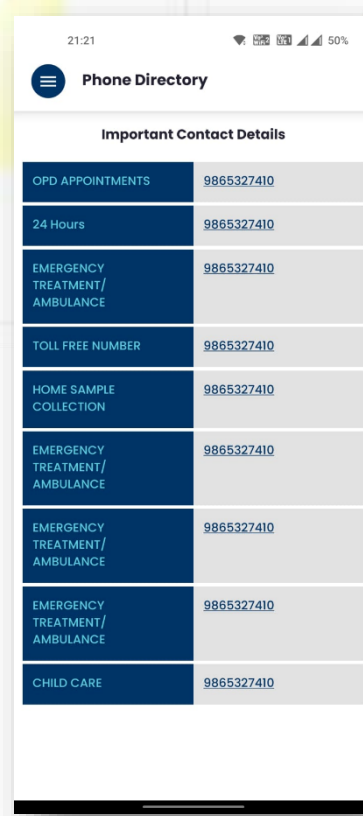 21:21
50%
Phone Directory
Important Contact Details
OPD APPOINTMENTS 9865327410
24 Hours 9865327410
EMERGENCY 9865327410
TREATMENT/
AMBULANCE
TOLL FREE NUMBER 9865327410
HOME SAMPLE 9865327410
COLLECTION
EMERGENCY 9865327410
TREATMENT/
AMBULANCE
EMERGENCY 9865327410
TREATMENT/
AMBULANCE
EMERGENCY 9865327410
TREATMENT/
AMBULANCE
CHILD CARE 9865327410